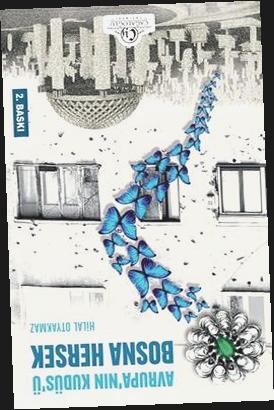 AVRUPA'NIN KUDÜS'Ü
BOSNA HERSEK
HİLAL OTYAKMAZ
2. BASKI